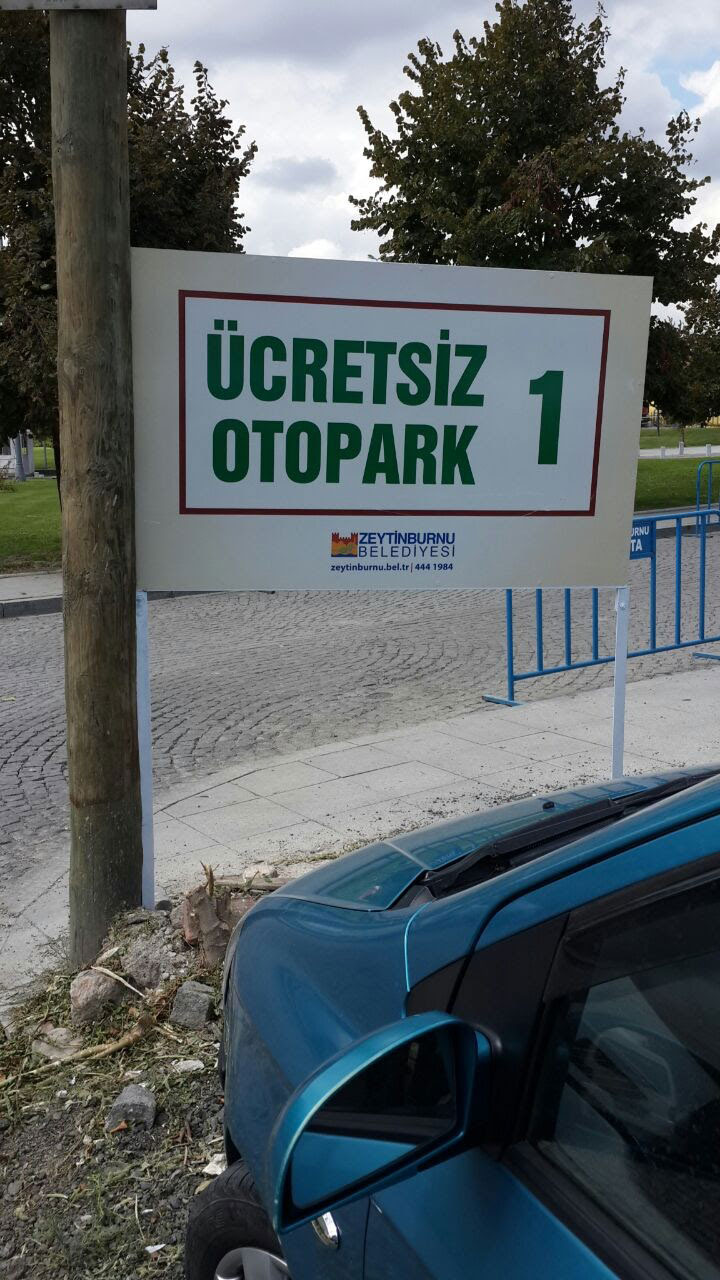 ÜCRETSİZ
OTOPARK
1
ZEYTİNBURNU
BELEDİYESİ
zeytinburnu.bel.tr | 444 1984